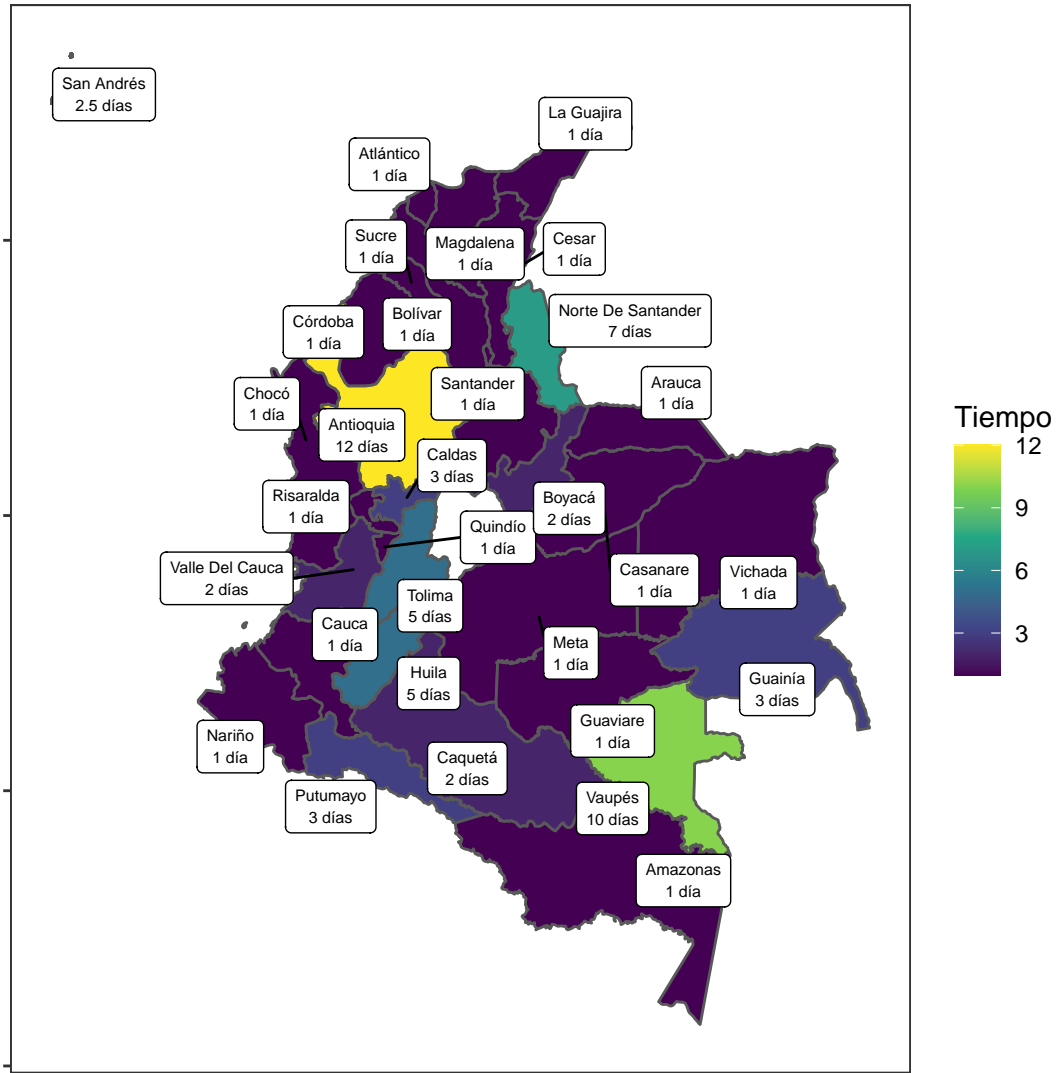 San Andrés
2.5 días
La Guajira
1 día
Atlántico
1 día
Sucre
1 día
Magdalena
1 día
Cesar
1 día
Norte De Santander
7 días
Bolívar
1 día
Córdoba
1 día
Santander
1 día
Arauca
1 día
Chocó
1 día
Antioquia
12 días
Caldas
3 días
Risaralda
1 día
Boyacá
2 días
Quindío
1 día
Valle Del Cauca
2 días
Casanare
1 día
Vichada
1 día
Tolima
5 días
Cauca
1 día
Meta
1 día
Huila
5 días
Guainía
3 días
Guaviare
1 día
Nariño
1 día
Caquetá
2 días
Putumayo
3 días
Vaupés
10 días
Amazonas
1 día
Tiempo
12
9
6
3